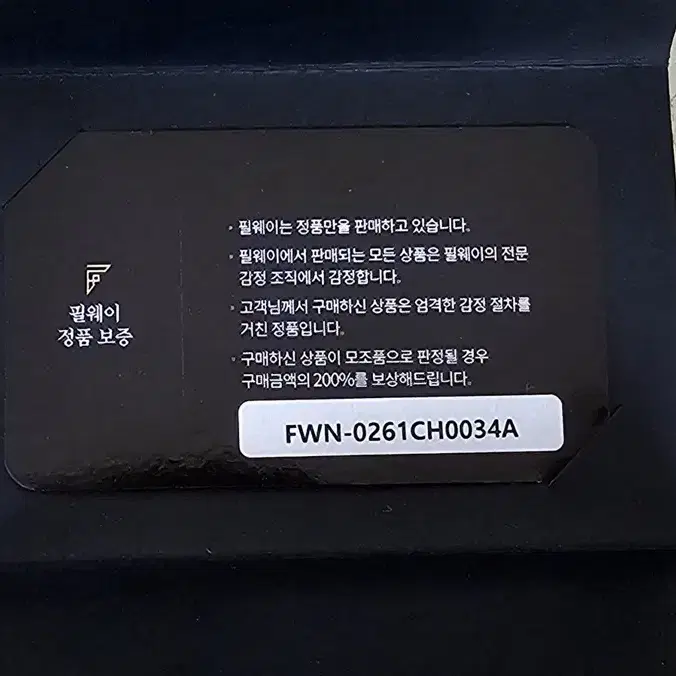 필웨이
정품 보증
· 필웨이는 정품만을 판매하고 있습니다.
· 필웨이에서 판매되는 모든 상품은 필웨이의 전문
감정 조직에서 감정합니다.
· 고객님께서 구매하신 상품은 엄격한 감정 절차를
거친 정품입니다.
· 구매하신 상품이 모조품으로 판정될 경우
구매금액의 200%를 보상해드립니다.
FWN-0261CH0034A